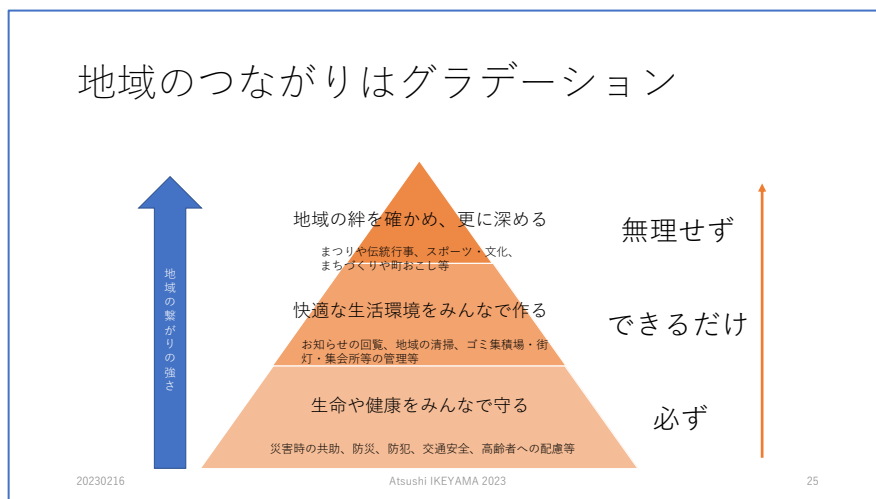 地域のつながりはグラデーション
地域の繋がりの強さ
地域の絆を確かめ、更に深める
まつりや伝統行事、スポーツ・文化、
まちづくりや町おこし等
無理せず
快適な生活環境をみんなで作る
お知らせの回覧、地域の清掃、ゴミ集積場・街
灯・集会所等の管理等
できるだけ
生命や健康をみんなで守る
災害時の共助、防災、防犯、交通安全、高齢者への配慮等
必ず
20230216
Atsushi IKEYAMA 2023
25